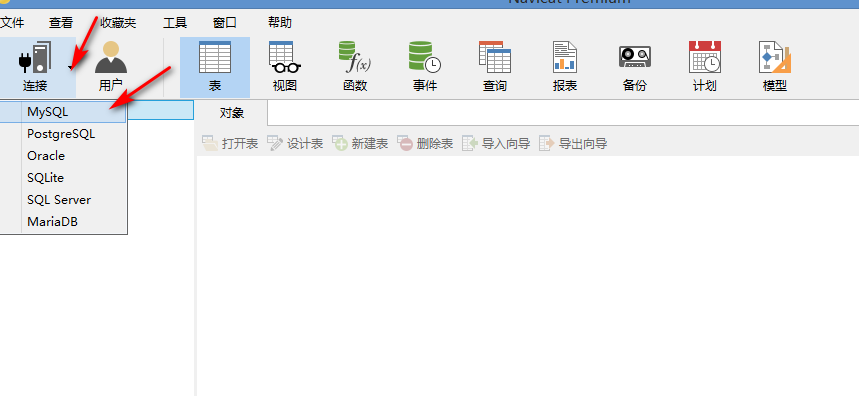 Navicat Premium
文件 查看 收藏夹 工具 窗口 帮助
连接 用户 表 视图 函数 事件 查询 报表 备份 计划 模型
f(x)
MySQL
PostgreSQL
Oracle
SQLite
SQL Server
MariaDB
对象
打开表 设计表 新建表 删除表 导入向导 导出向导